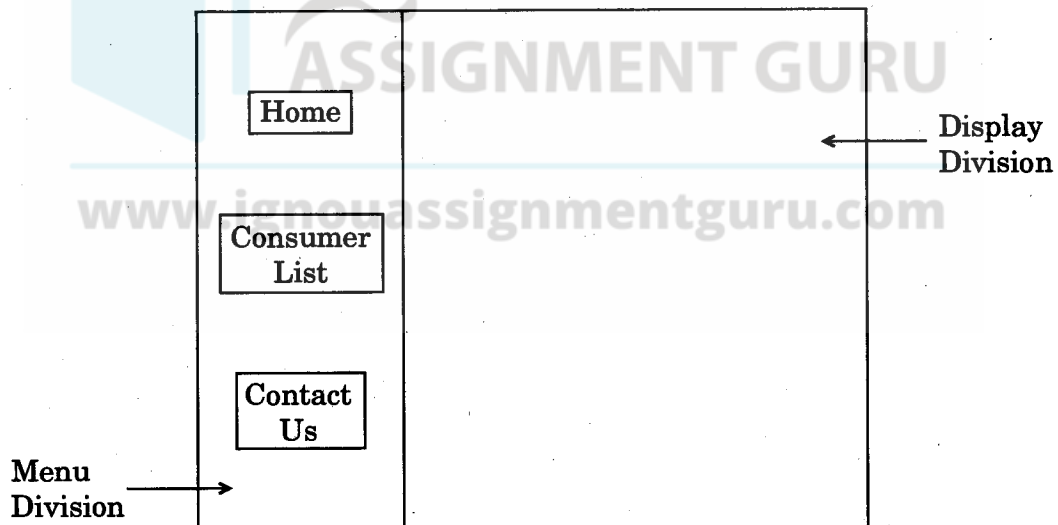 ASSIGNMENT GURU
Home
Display
Division
www.ignouassignmentguru.com
Consumer
List
Contact
Us
Menu
Division